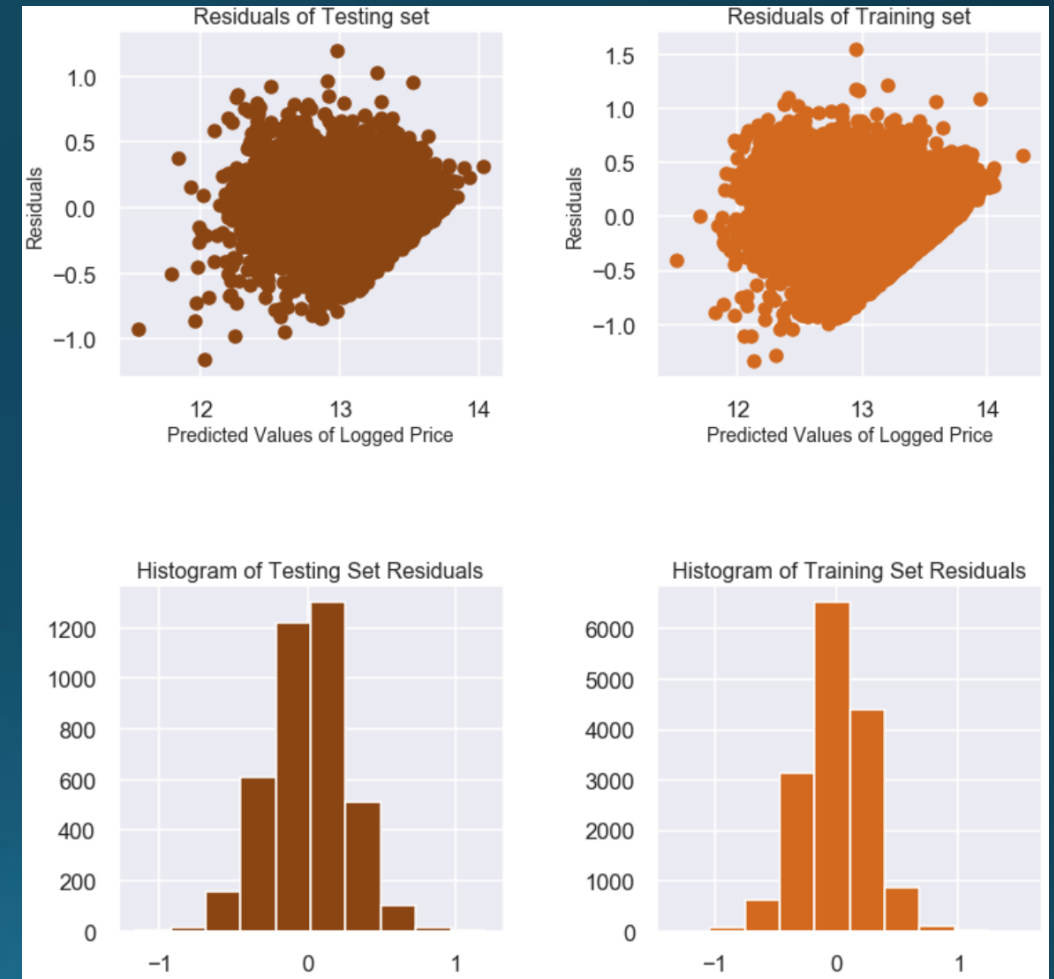 Residuals of Testing set
1.0
0.5
0.0
−0.5
−1.0
Residuals
12 13 14
Predicted Values of Logged Price
Residuals of Training set
1.5
1.0
0.5
0.0
−0.5
−1.0
Residuals
12 13 14
Predicted Values of Logged Price
Histogram of Testing Set Residuals
1200
1000
800
600
400
200
0
−1 0 1
Histogram of Training Set Residuals
6000
5000
4000
3000
2000
1000
0
−1 0 1